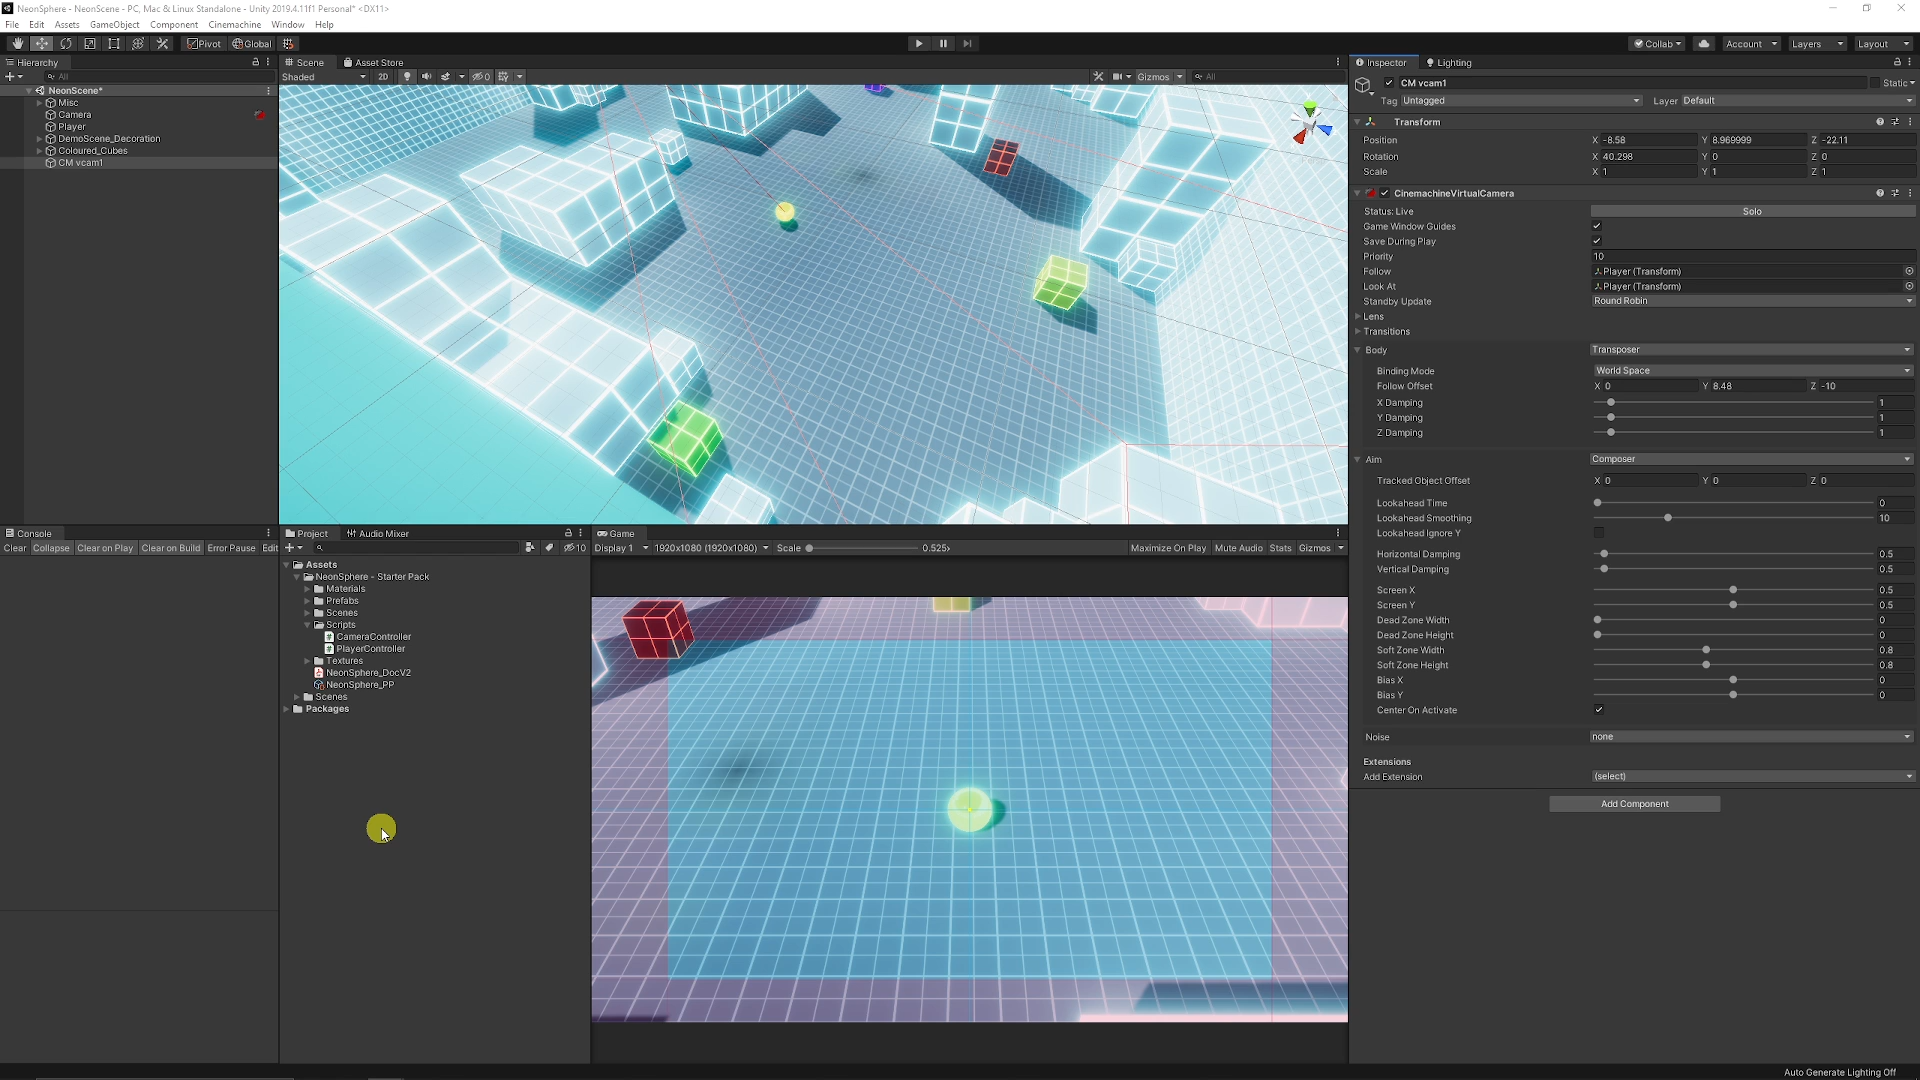 NeonSphere - NeonScene - PC, Mac & Linux Standalone - Unity 2019.4.11f1 Personal* <DX11>
File Edit Assets GameObject Component Cinemachine Window Help
Pivot Global Collab Account Layers Layout
Hierarchy
All
NeonScene*
Misc
Camera
Player
DemoScene_Decoration
Coloured_Cubes
CM vcam1
Scene Asset Store
Shaded 2D 0 Gizmos All
Inspector Lighting
CM vcam1 Static
Tag Untagged Layer Default
Transform
Position X -8.58 Y 8.969999 Z -22.11
Rotation X 40.298 Y 0 Z 0
Scale X 1 Y 1 Z 1
CinemachineVirtualCamera
Status: Live Solo
Game Window Guides
Save During Play
Priority 10
Follow Player (Transform)
Look At Player (Transform)
Standby Update Round Robin
Lens
Transitions
Body Transposer
Binding Mode World Space
Follow Offset X 0 Y 8.48 Z -10
X Damping 1
Y Damping 1
Z Damping 1
Aim Composer
Tracked Object Offset X 0 Y 0 Z 0
Lookahead Time 0
Lookahead Smoothing 10
Lookahead Ignore Y
Horizontal Damping 0.5
Vertical Damping 0.5
Screen X 0.5
Screen Y 0.5
Dead Zone Width 0
Dead Zone Height 0
Soft Zone Width 0.8
Soft Zone Height 0.8
Bias X 0
Bias Y 0
Center On Activate
Noise none
Extensions
Add Extension (select)
Add Component
Console
Clear Collapse Clear on Play Clear on Build Error Pause Edit
Project Audio Mixer
10
Assets
NeonSphere - Starter Pack
Materials
Prefabs
Scenes
Scripts
CameraController
PlayerController
Textures
NeonSphere_DocV2
NeonSphere_PP
Scenes
Packages
Game
Display 1 1920x1080 (1920x1080) Scale 0.525x Maximize On Play Mute Audio Stats Gizmos
Auto Generate Lighting Off